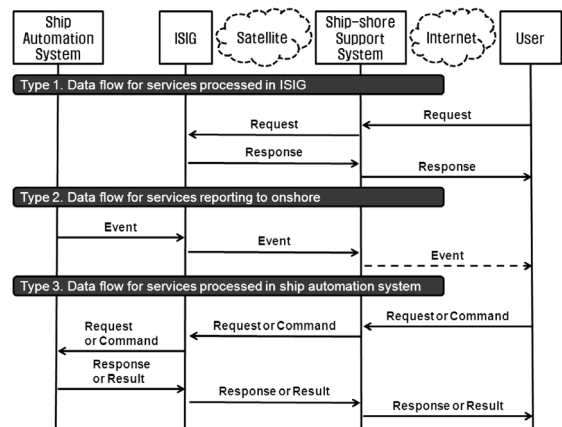 Ship
Automation
System
ISIG
Satellite
Ship-shore
Support
System
Internet
User
Type 1. Data flow for services processed in ISIG
Request
Request
Response
Response
Type 2. Data flow for services reporting to onshore
Event
Event
Event
Type 3. Data flow for services processed in ship automation system
Request or Command
Request or Command
Request
or Command
Response
or Result
Response or Result
Response or Result